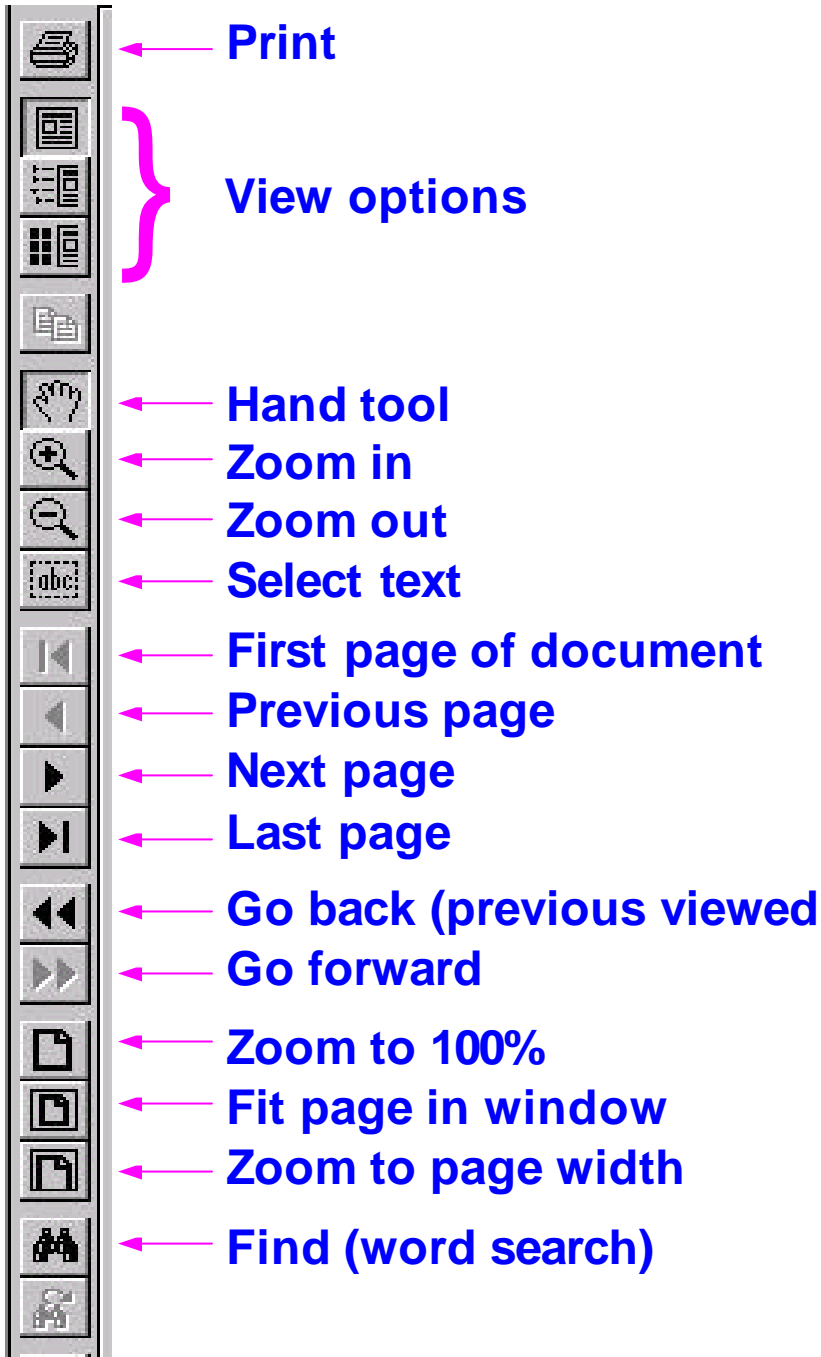 Print
View options
Hand tool
Zoom in
Zoom out
abc
Select text
First page of document
Previous page
Next page
Last page
Go back (previous viewed
Go forward
Zoom to 100%
Fit page in window
Zoom to page width
Find (word search)